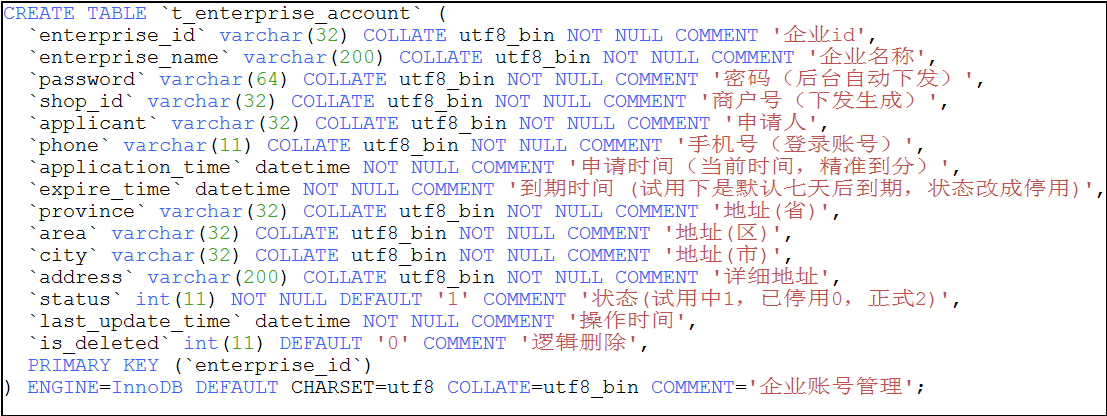 CREATE TABLE `t_enterprise_account` (
  `enterprise_id` varchar(32) COLLATE utf8_bin NOT NULL COMMENT '企业id',
  `enterprise_name` varchar(200) COLLATE utf8_bin NOT NULL COMMENT '企业名称',
  `password` varchar(64) COLLATE utf8_bin NOT NULL COMMENT '密码（后台自动下发）',
  `shop_id` varchar(32) COLLATE utf8_bin NOT NULL COMMENT '商户号（下发生成）',
  `applicant` varchar(32) COLLATE utf8_bin NOT NULL COMMENT '申请人',
  `phone` varchar(11) COLLATE utf8_bin NOT NULL COMMENT '手机号（登录账号）',
  `application_time` datetime NOT NULL COMMENT '申请时间（当前时间，精准到分）',
  `expire_time` datetime NOT NULL COMMENT '到期时间 (试用下是默认七天后到期，状态改成停用)',
  `province` varchar(32) COLLATE utf8_bin NOT NULL COMMENT '地址(省)',
  `area` varchar(32) COLLATE utf8_bin NOT NULL COMMENT '地址(区)',
  `city` varchar(32) COLLATE utf8_bin NOT NULL COMMENT '地址(市)',
  `address` varchar(200) COLLATE utf8_bin NOT NULL COMMENT '详细地址',
  `status` int(11) NOT NULL DEFAULT '1' COMMENT '状态(试用中1，已停用0，正式2)',
  `last_update_time` datetime NOT NULL COMMENT '操作时间',
  `is_deleted` int(11) DEFAULT '0' COMMENT '逻辑删除',
  PRIMARY KEY (`enterprise_id`)
) ENGINE=InnoDB DEFAULT CHARSET=utf8 COLLATE=utf8_bin COMMENT='企业账号管理';